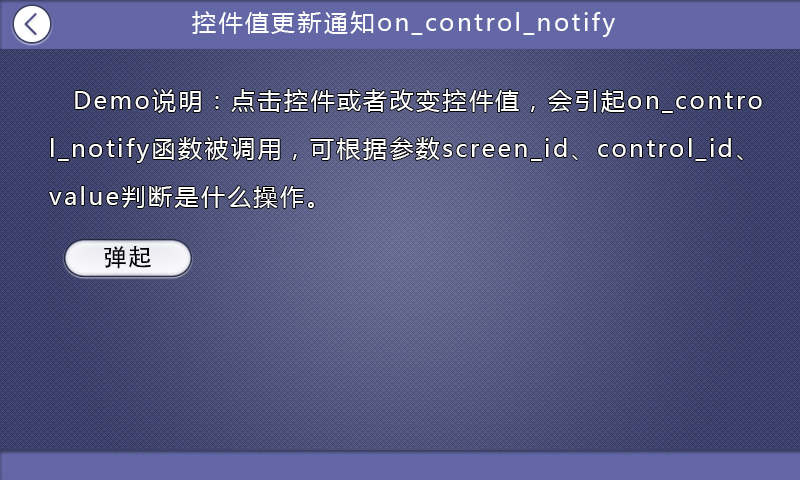 控件值更新通知on_control_notify
Demo说明：点击控件或者改变控件值，会引起on_contro
l_notify函数被调用，可根据参数screen_id、control_id、
value判断是什么操作。
弹起